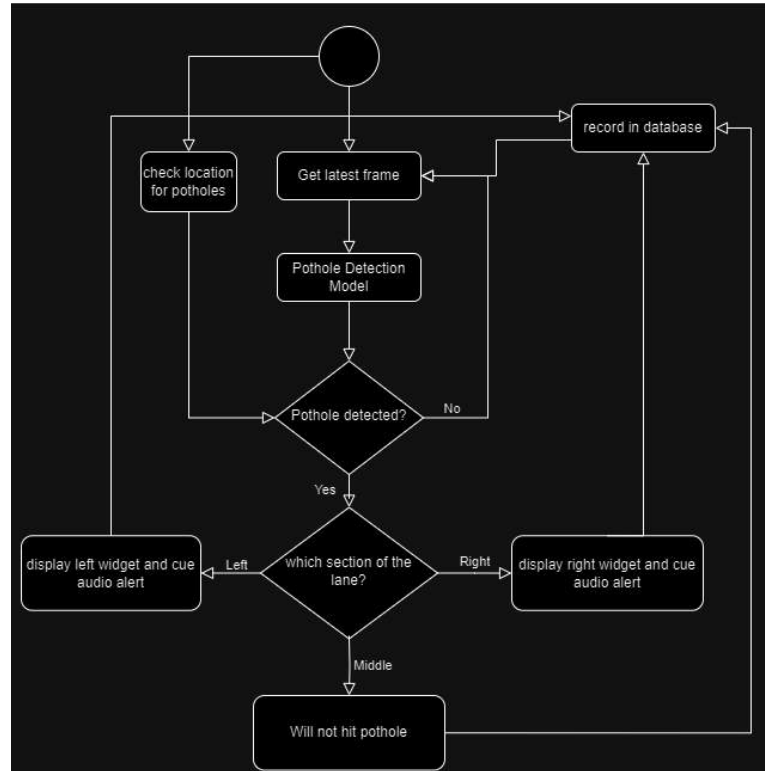 record in database
check location
for potholes
Get latest frame
Pothole Detection
Model
Pothole detected?
No
Yes
display left widget and cue
audio alert
Left
which section of the
lane?
Right
display right widget and cue
audio alert
Middle
Will not hit pothole